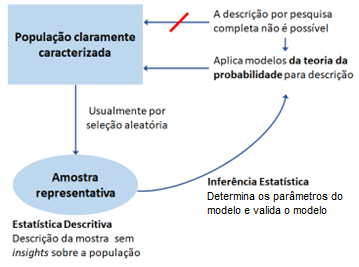 População claramente
caracterizada
A descrição por pesquisa
completa não é possível
Aplica modelos da teoria da
probabilidade para descrição
Usualmente por
seleção aleatória
Amostra
representativa
Inferência Estatística
Determina os parâmetros do
modelo e valida o modelo
Estatística Descritiva
Descrição da mostra sem
insights sobre a população